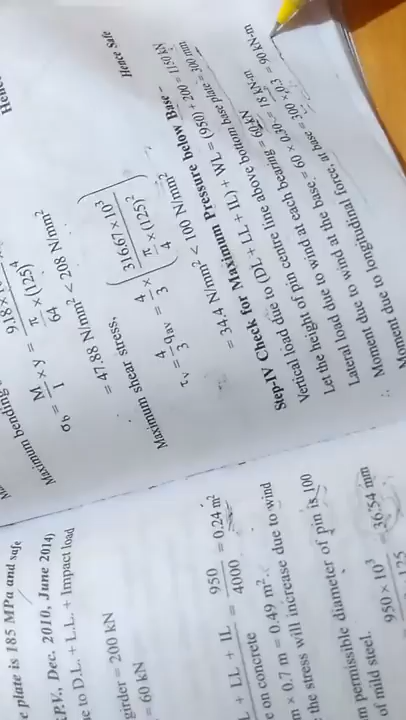 Hence
Maximum bending
σb = M/I × y = 9.8 × / π/64 × (125)⁴
= 47.88 N/mm² < 208 N/mm²
Maximum shear stress,
τv = 4/3 qav = 4/3 × (316.67 × 10³ / π/4 × (125)²)
= 34.4 N/mm² < 100 N/mm²
Hence Safe
Step-IV Check for Maximum Pressure below Base –
Vertical load due to (DL + LL + IL) + WL = (950) + 200 = 1150 kN
Let the height of pin centre line above bottom base plate = 300 mm
Lateral load due to wind at each bearing = 60 kN
Moment due to wind at the base = 60 × 0.30 = 18 kN-m
Moment due to longitudinal force, at base = 300 × 0.3 = 90 kN-m
Moment due to
e plate is 185 MPa and safe
P.V., Dec. 2010, June 2014)
ue to D.L. + L.L. + Impact load
girder = 200 kN
= 60 kN
L + LL + IL / = 950/4000 = 0.24 m²
e on concrete
m × 0.7 m = 0.49 m².
the stress will increase due to wind
permissible diameter of pin is 100
of mild steel.
950 × 10³ / 125 = 36.54 mm